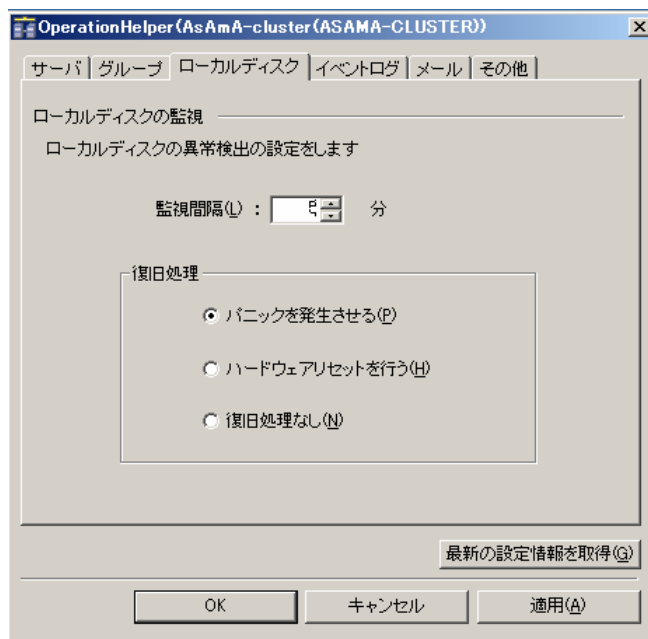 OperationHelper(AsAmA-cluster(ASAMA-CLUSTER))
サーバ グループ ローカルディスク イベントログ メール その他
ローカルディスクの監視
ローカルディスクの異常検出の設定をします
監視間隔(L) : 分
復旧処理
パニックを発生させる(P)
ハードウェアリセットを行う(H)
復旧処理なし(N)
最新の設定情報を取得(G)
OK キャンセル 適用(A)